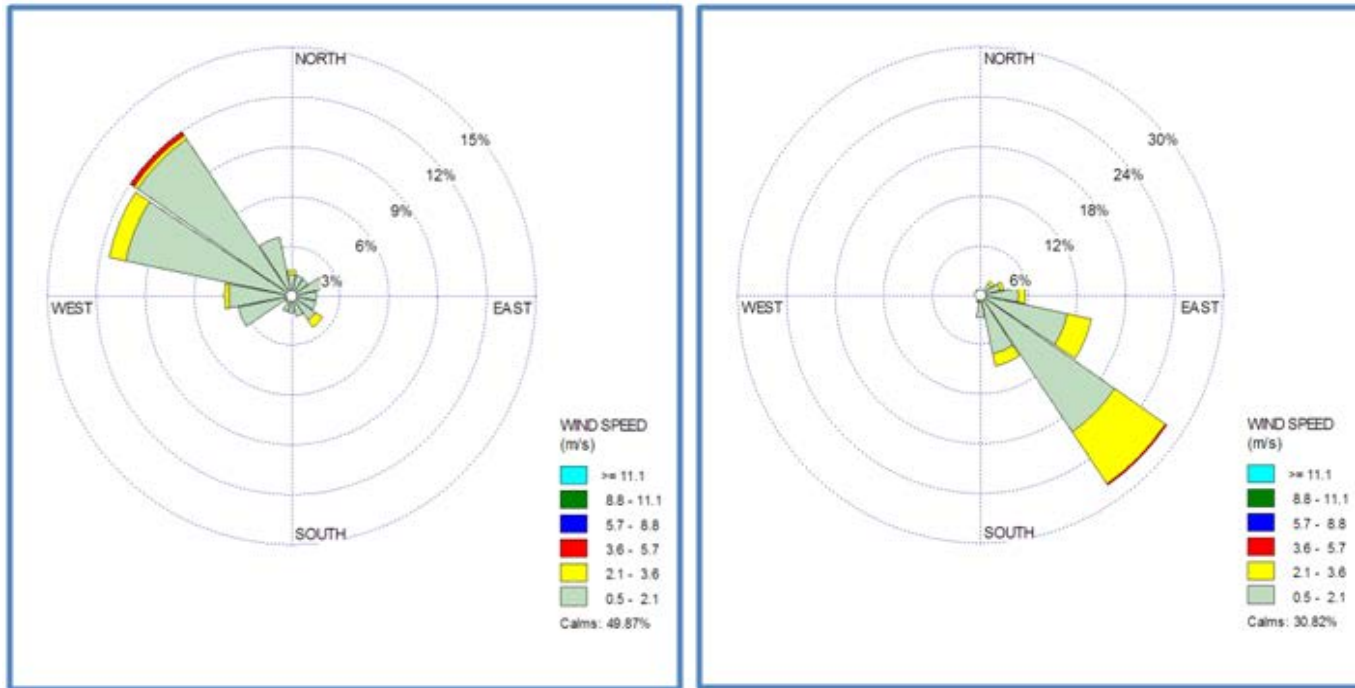 NORTH
15%
12%
9%
6%
3%
WEST
EAST
SOUTH
WIND SPEED
(m/s)
>= 11.1
8.8 - 11.1
5.7 - 8.8
3.6 - 5.7
2.1 - 3.6
0.5 - 2.1
Calms: 49.87%
NORTH
30%
24%
18%
12%
6%
WEST
EAST
SOUTH
WIND SPEED
(m/s)
>= 11.1
8.8 - 11.1
5.7 - 8.8
3.6 - 5.7
2.1 - 3.6
0.5 - 2.1
Calms: 30.82%